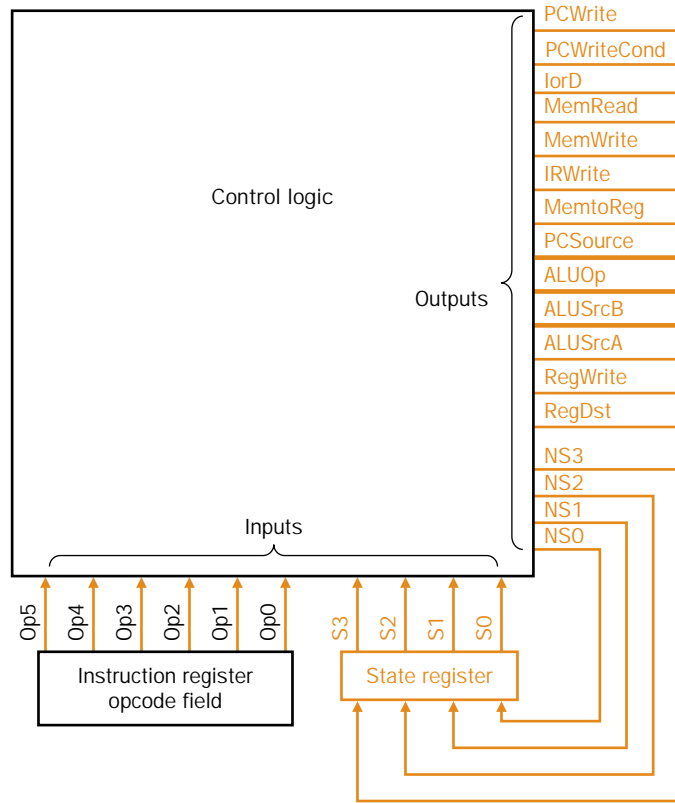 PCWrite
PCWriteCond
IorD
MemRead
MemWrite
IRWrite
MemtoReg
PCSource
ALUOp
ALUSrcB
ALUSrcA
RegWrite
RegDst
NS3
NS2
NS1
NS0
Control logic
Outputs
Inputs
Op5
Op4
Op3
Op2
Op1
Op0
S3
S2
S1
S0
Instruction register
opcode field
State register